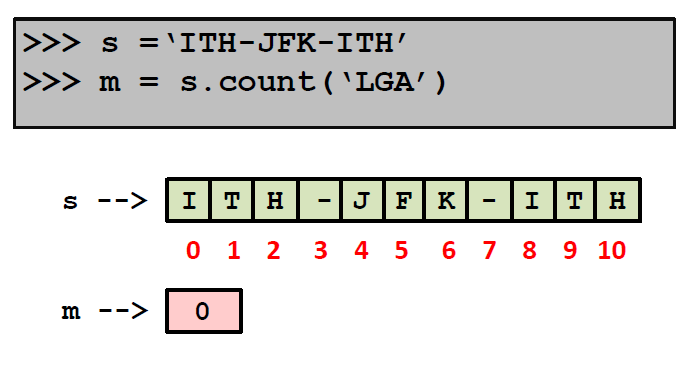 >>> s =‘ITH-JFK-ITH’
>>> m = s.count(‘LGA’)
s --> I T H - J F K - I T H
0 1 2 3 4 5 6 7 8 9 10
m --> 0